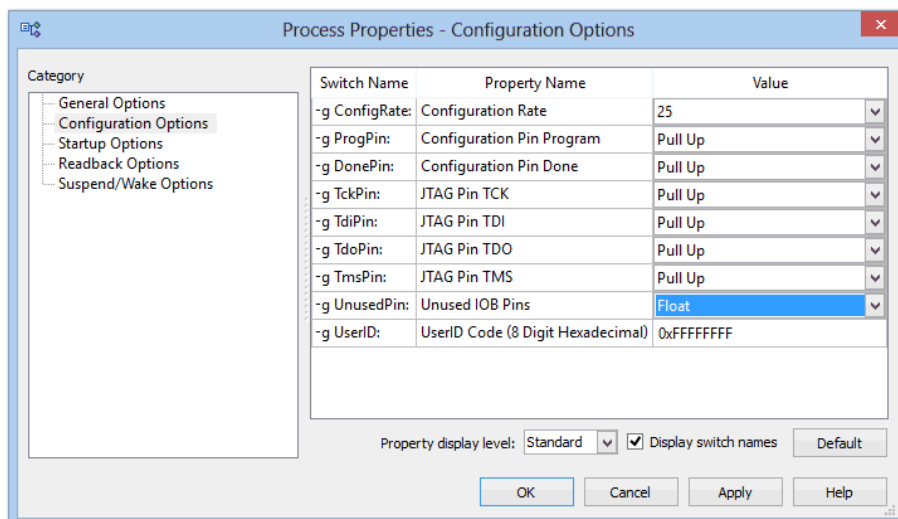 Process Properties - Configuration Options
Category
General Options
Configuration Options
Startup Options
Readback Options
Suspend/Wake Options
Switch Name Property Name Value
-g ConfigRate: Configuration Rate 25
-g ProgPin: Configuration Pin Program Pull Up
-g DonePin: Configuration Pin Done Pull Up
-g TckPin: JTAG Pin TCK Pull Up
-g TdiPin: JTAG Pin TDI Pull Up
-g TdoPin: JTAG Pin TDO Pull Up
-g TmsPin: JTAG Pin TMS Pull Up
-g UnusedPin: Unused IOB Pins Float
-g UserID: UserID Code (8 Digit Hexadecimal) 0xFFFFFFFF
Property display level: Standard Display switch names Default
OK Cancel Apply Help